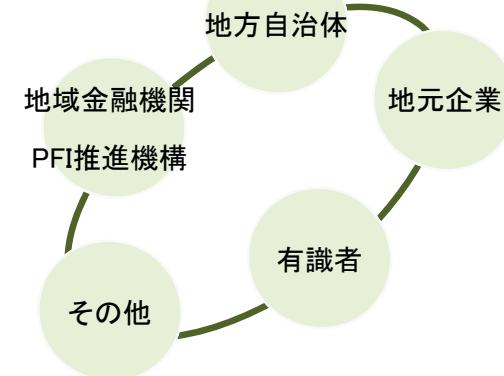 地方自治体
地域金融機関
PFI推進機構
地元企業
有識者
その他